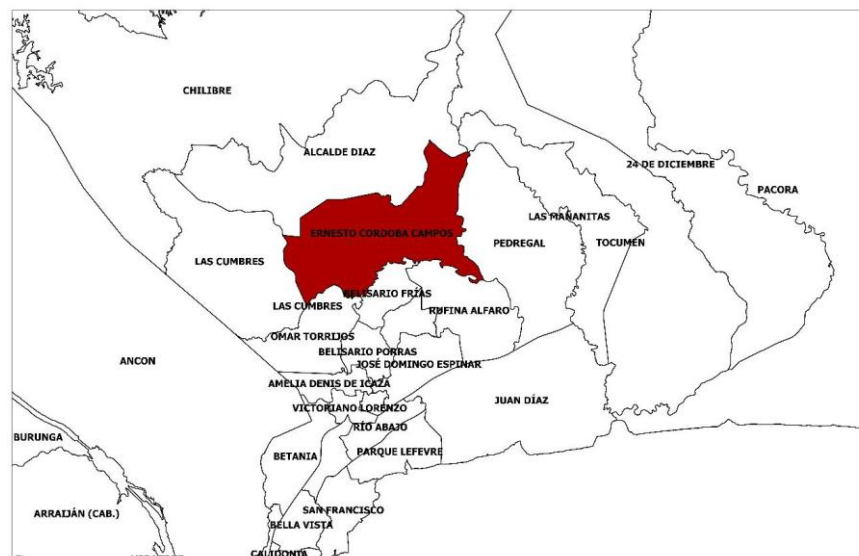 CHILIBRE
ALCALDE DIAZ
24 DE DICIEMBRE
PACORA
LAS MAÑANITAS
ERNESTO CORDOBA CAMPOS
PEDREGAL
TOCUMEN
LAS CUMBRES
BELISARIO FRÍAS
LAS CUMBRES
RUFINA ALFARO
OMAR TORRIJOS
BELISARIO PORRAS
ANCON
JOSÉ DOMINGO ESPINAR
AMELIA DENIS DE ICAZA
JUAN DÍAZ
VICTORIANO LORENZO
RÍO ABAJO
BURUNGA
BETANIA
PARQUE LEFEVRE
ARRAIJÁN (CAB.)
SAN FRANCISCO
BELLA VISTA
CALIDONIA